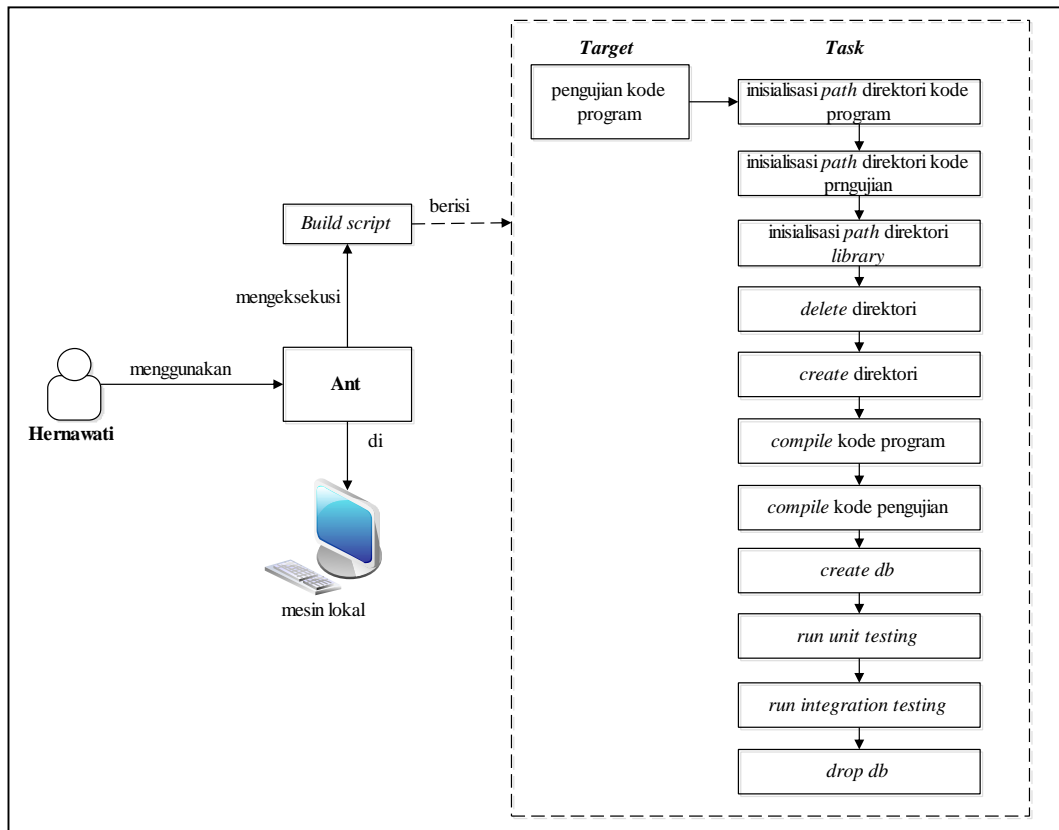 Target
Task
pengujian kode
program
inisialisasi path direktori kode
program
inisialisasi path direktori kode
prngujian
inisialisasi path direktori
library
delete direktori
create direktori
compile kode program
compile kode pengujian
create db
run unit testing
run integration testing
drop db
berisi
Build script
mengeksekusi
menggunakan
Ant
Hernawati
di
mesin lokal